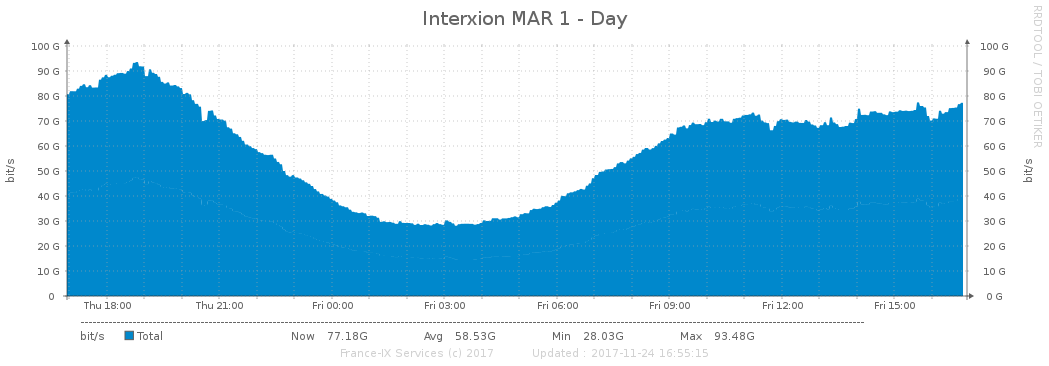 Interxion MAR 1 - Day
RRDTOOL / TOBI OETIKER
bit/s
bit/s
100 G 100 G
90 G 90 G
80 G 80 G
70 G 70 G
60 G 60 G
50 G 50 G
40 G 40 G
30 G 30 G
20 G 20 G
10 G 10 G
0 0 G
Thu 18:00 Thu 21:00 Fri 00:00 Fri 03:00 Fri 06:00 Fri 09:00 Fri 12:00 Fri 15:00
bit/s Total Now 77.18G Avg 58.53G Min 28.03G Max 93.48G
France-IX Services (c) 2017 Updated : 2017-11-24 16:55:15